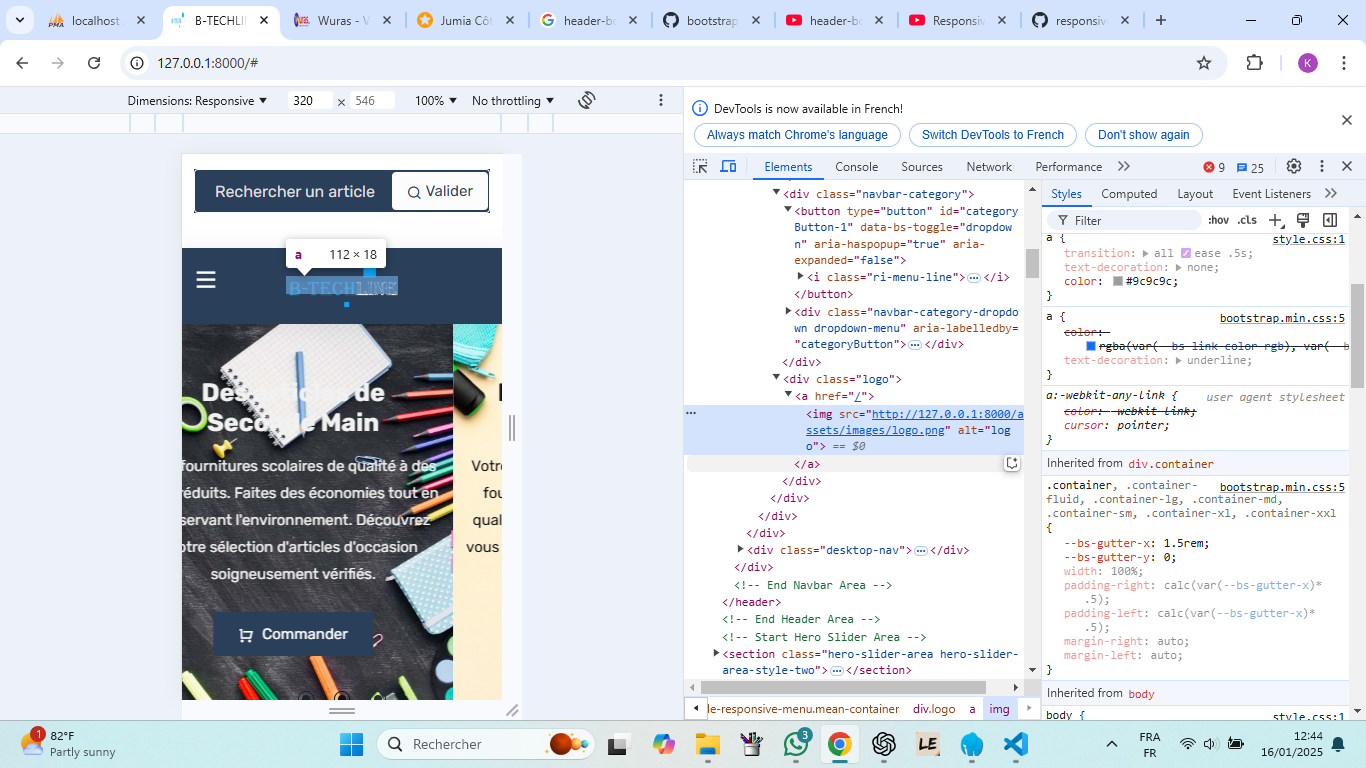 localhost
B-TECHLINE
Wuras - V
Jumia Côt
header-bo
bootstrap
header-bo
Responsiv
responsiv
127.0.0.1:8000/#
K
Dimensions: Responsive
320
×
546
100%
No throttling
DevTools is now available in French!
Always match Chrome's language
Switch DevTools to French
Don't show again
Elements
Console
Sources
Network
Performance
9
25
Rechercher un article
Valider
a
112 × 18
B-TECHLINE
Seconde Main
fournitures scolaires de qualité à des
réduits. Faites des économies tout en
servant l'environnement. Découvrez
otre sélection d'articles d'occasion
soigneusement vérifiés.
Commander
Votr
fou
qual
vous
<div class="navbar-category">
<button type="button" id="category
Button-1" data-bs-toggle="dropdow
n" aria-haspopup="true" aria-
expanded="false">
<i class="ri-menu-line"> … </i>
</button>
<div class="navbar-category-dropdo
wn dropdown-menu" aria-labelledby=
"categoryButton"> … </div>
</div>
<div class="logo">
<a href="/">
<img src="http://127.0.0.1:8000/a
ssets/images/logo.png" alt="log
o"> == $0
</a>
</div>
</div>
</div>
</div>
<div class="desktop-nav"> … </div>
</div>
<!-- End Navbar Area -->
</header>
<!-- End Header Area -->
<!-- Start Hero Slider Area -->
<section class="hero-slider-area hero-slider-
area-style-two"> … </section>
le-responsive-menu.mean-container
div.logo
a
img
Styles
Computed
Layout
Event Listeners
Filter
:hov
.cls
a {
style.css:1
transition: all ease .5s;
text-decoration: none;
color: #9c9c9c;
}
a {
bootstrap.min.css:5
color:
rgba(var(--bs-link-color-rgb), var(--b
text-decoration: underline;
}
a:-webkit-any-link {
user agent stylesheet
color: -webkit-link;
cursor: pointer;
}
Inherited from div.container
.container, .container-
bootstrap.min.css:5
fluid, .container-lg, .container-md,
.container-sm, .container-xl, .container-xxl
{
--bs-gutter-x: 1.5rem;
--bs-gutter-y: 0;
width: 100%;
padding-right: calc(var(--bs-gutter-x)*
.5);
padding-left: calc(var(--bs-gutter-x)*
.5);
margin-right: auto;
margin-left: auto;
}
Inherited from body
body {
style.css:1
1
82°F
Partly sunny
Rechercher
3
LE
FRA
FR
12:44
16/01/2025